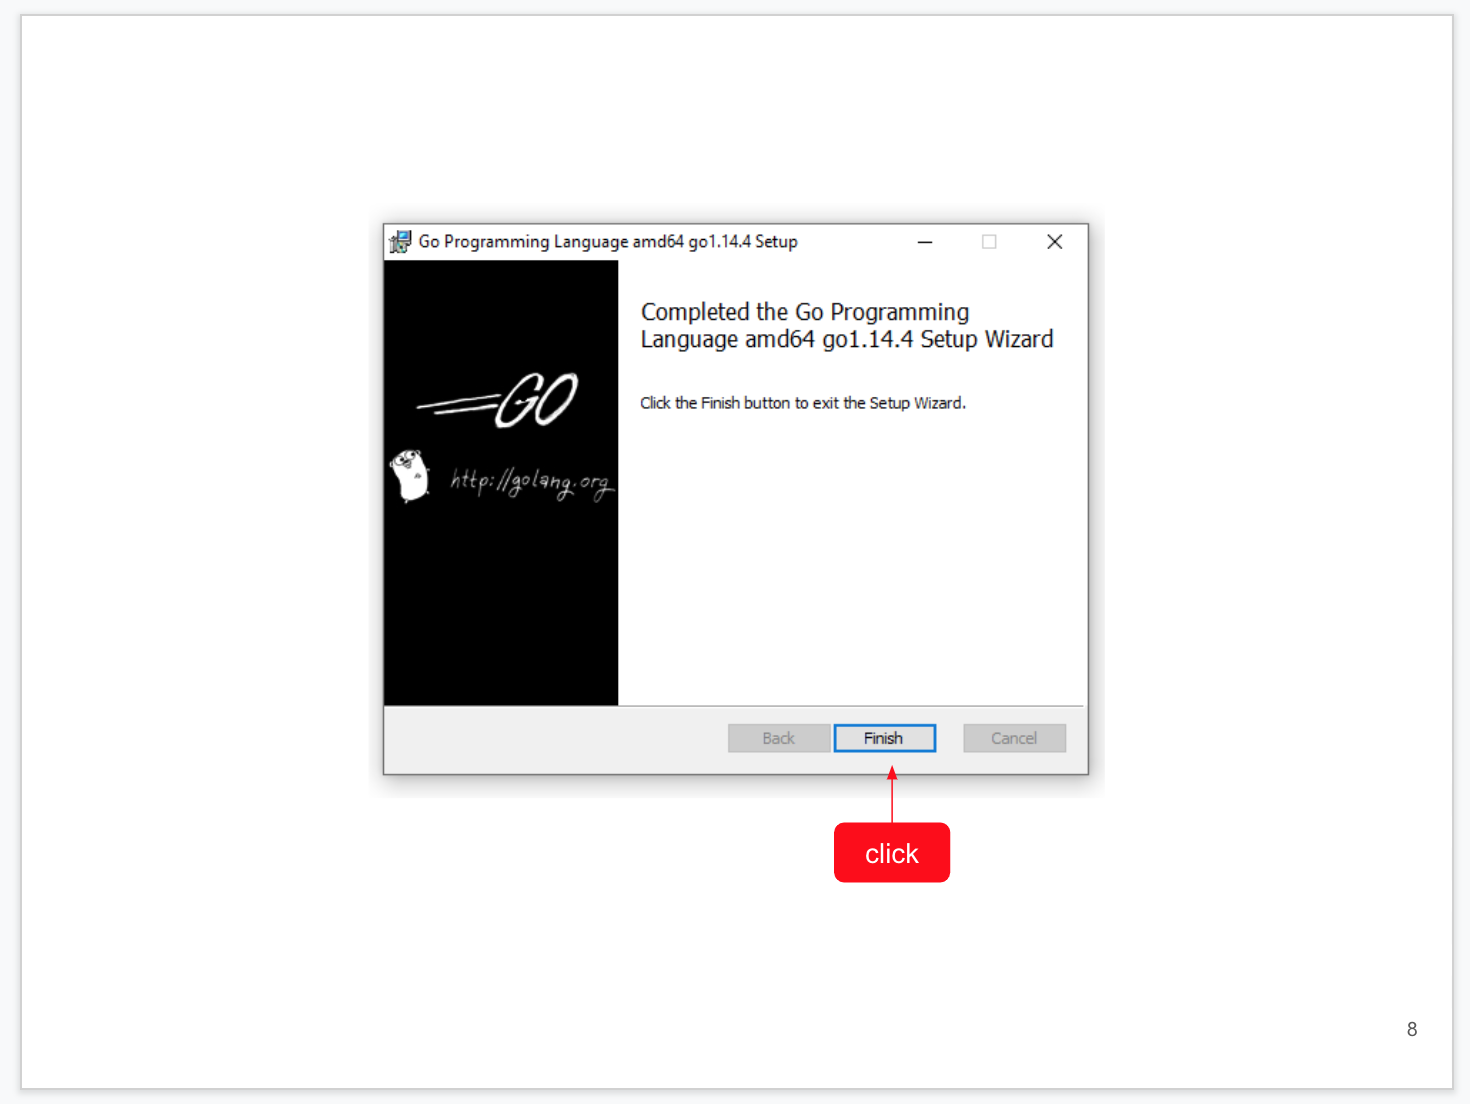 Go Programming Language amd64 go1.14.4 Setup
GO
http://golang.org
Completed the Go Programming
Language amd64 go1.14.4 Setup Wizard
Click the Finish button to exit the Setup Wizard.
Back
Finish
Cancel
click
8